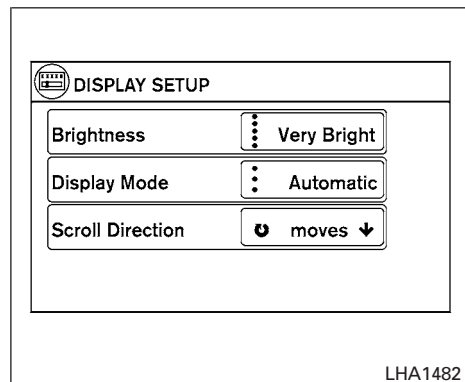 DISPLAY SETUP
Brightness Very Bright
Display Mode Automatic
Scroll Direction ↻ moves ↓
LHA1482